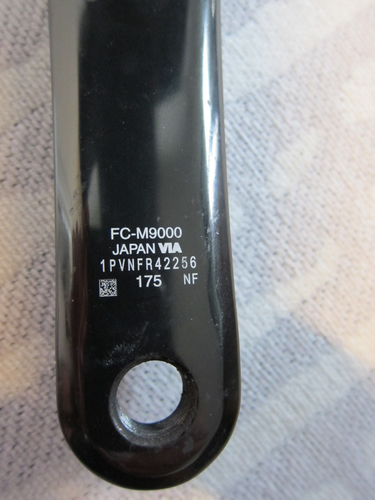 FC-M9000
JAPAN VIA
1PVNFR42256
175 NF